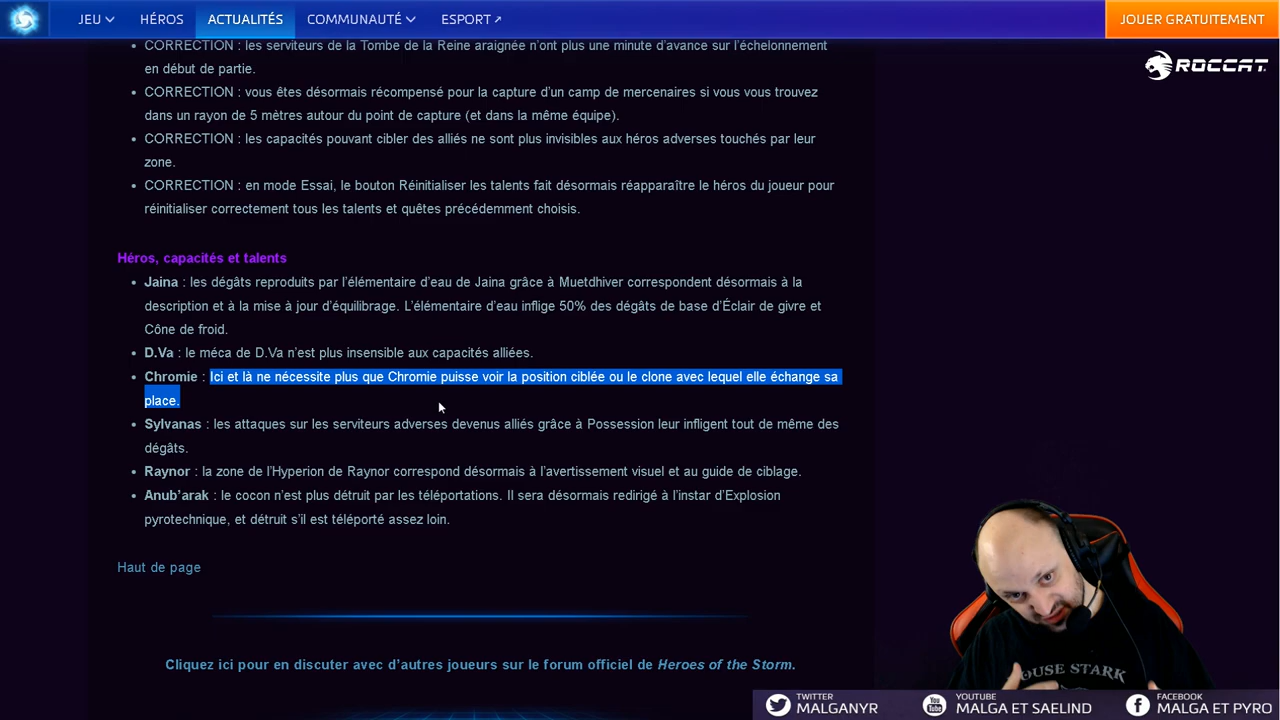 JEU
HÉROS
ACTUALITÉS
COMMUNAUTÉ
ESPORT
JOUER GRATUITEMENT
ROCCAT
CORRECTION : les serviteurs de la Tombe de la Reine araignée n'ont plus une minute d'avance sur l'échelonnement
en début de partie.
CORRECTION : vous êtes désormais récompensé pour la capture d'un camp de mercenaires si vous vous trouvez
dans un rayon de 5 mètres autour du point de capture (et dans la même équipe).
CORRECTION : les capacités pouvant cibler des alliés ne sont plus invisibles aux héros adverses touchés par leur
zone.
CORRECTION : en mode Essai, le bouton Réinitialiser les talents fait désormais réapparaître le héros du joueur pour
réinitialiser correctement tous les talents et quêtes précédemment choisis.
Héros, capacités et talents
Jaina : les dégâts reproduits par l'élémentaire d'eau de Jaina grâce à Muetdhiver correspondent désormais à la
description et à la mise à jour d'équilibrage. L'élémentaire d'eau inflige 50% des dégâts de base d'Éclair de givre et
Cône de froid.
D.Va : le méca de D.Va n'est plus insensible aux capacités alliées.
Chromie : Ici et là ne nécessite plus que Chromie puisse voir la position ciblée ou le clone avec lequel elle échange sa
place.
Sylvanas : les attaques sur les serviteurs adverses devenus alliés grâce à Possession leur infligent tout de même des
dégâts.
Raynor : la zone de l'Hyperion de Raynor correspond désormais à l'avertissement visuel et au guide de ciblage.
Anub'arak : le cocon n'est plus détruit par les téléportations. Il sera désormais redirigé à l'instar d'Explosion
pyrotechnique, et détruit s'il est téléporté assez loin.
Haut de page
Cliquez ici pour en discuter avec d'autres joueurs sur le forum officiel de Heroes of the Storm.
OUSE STARK
TWITTER
MALGANYR
YOUTUBE
MALGA ET SAELIND
FACEBOOK
MALGA ET PYRO